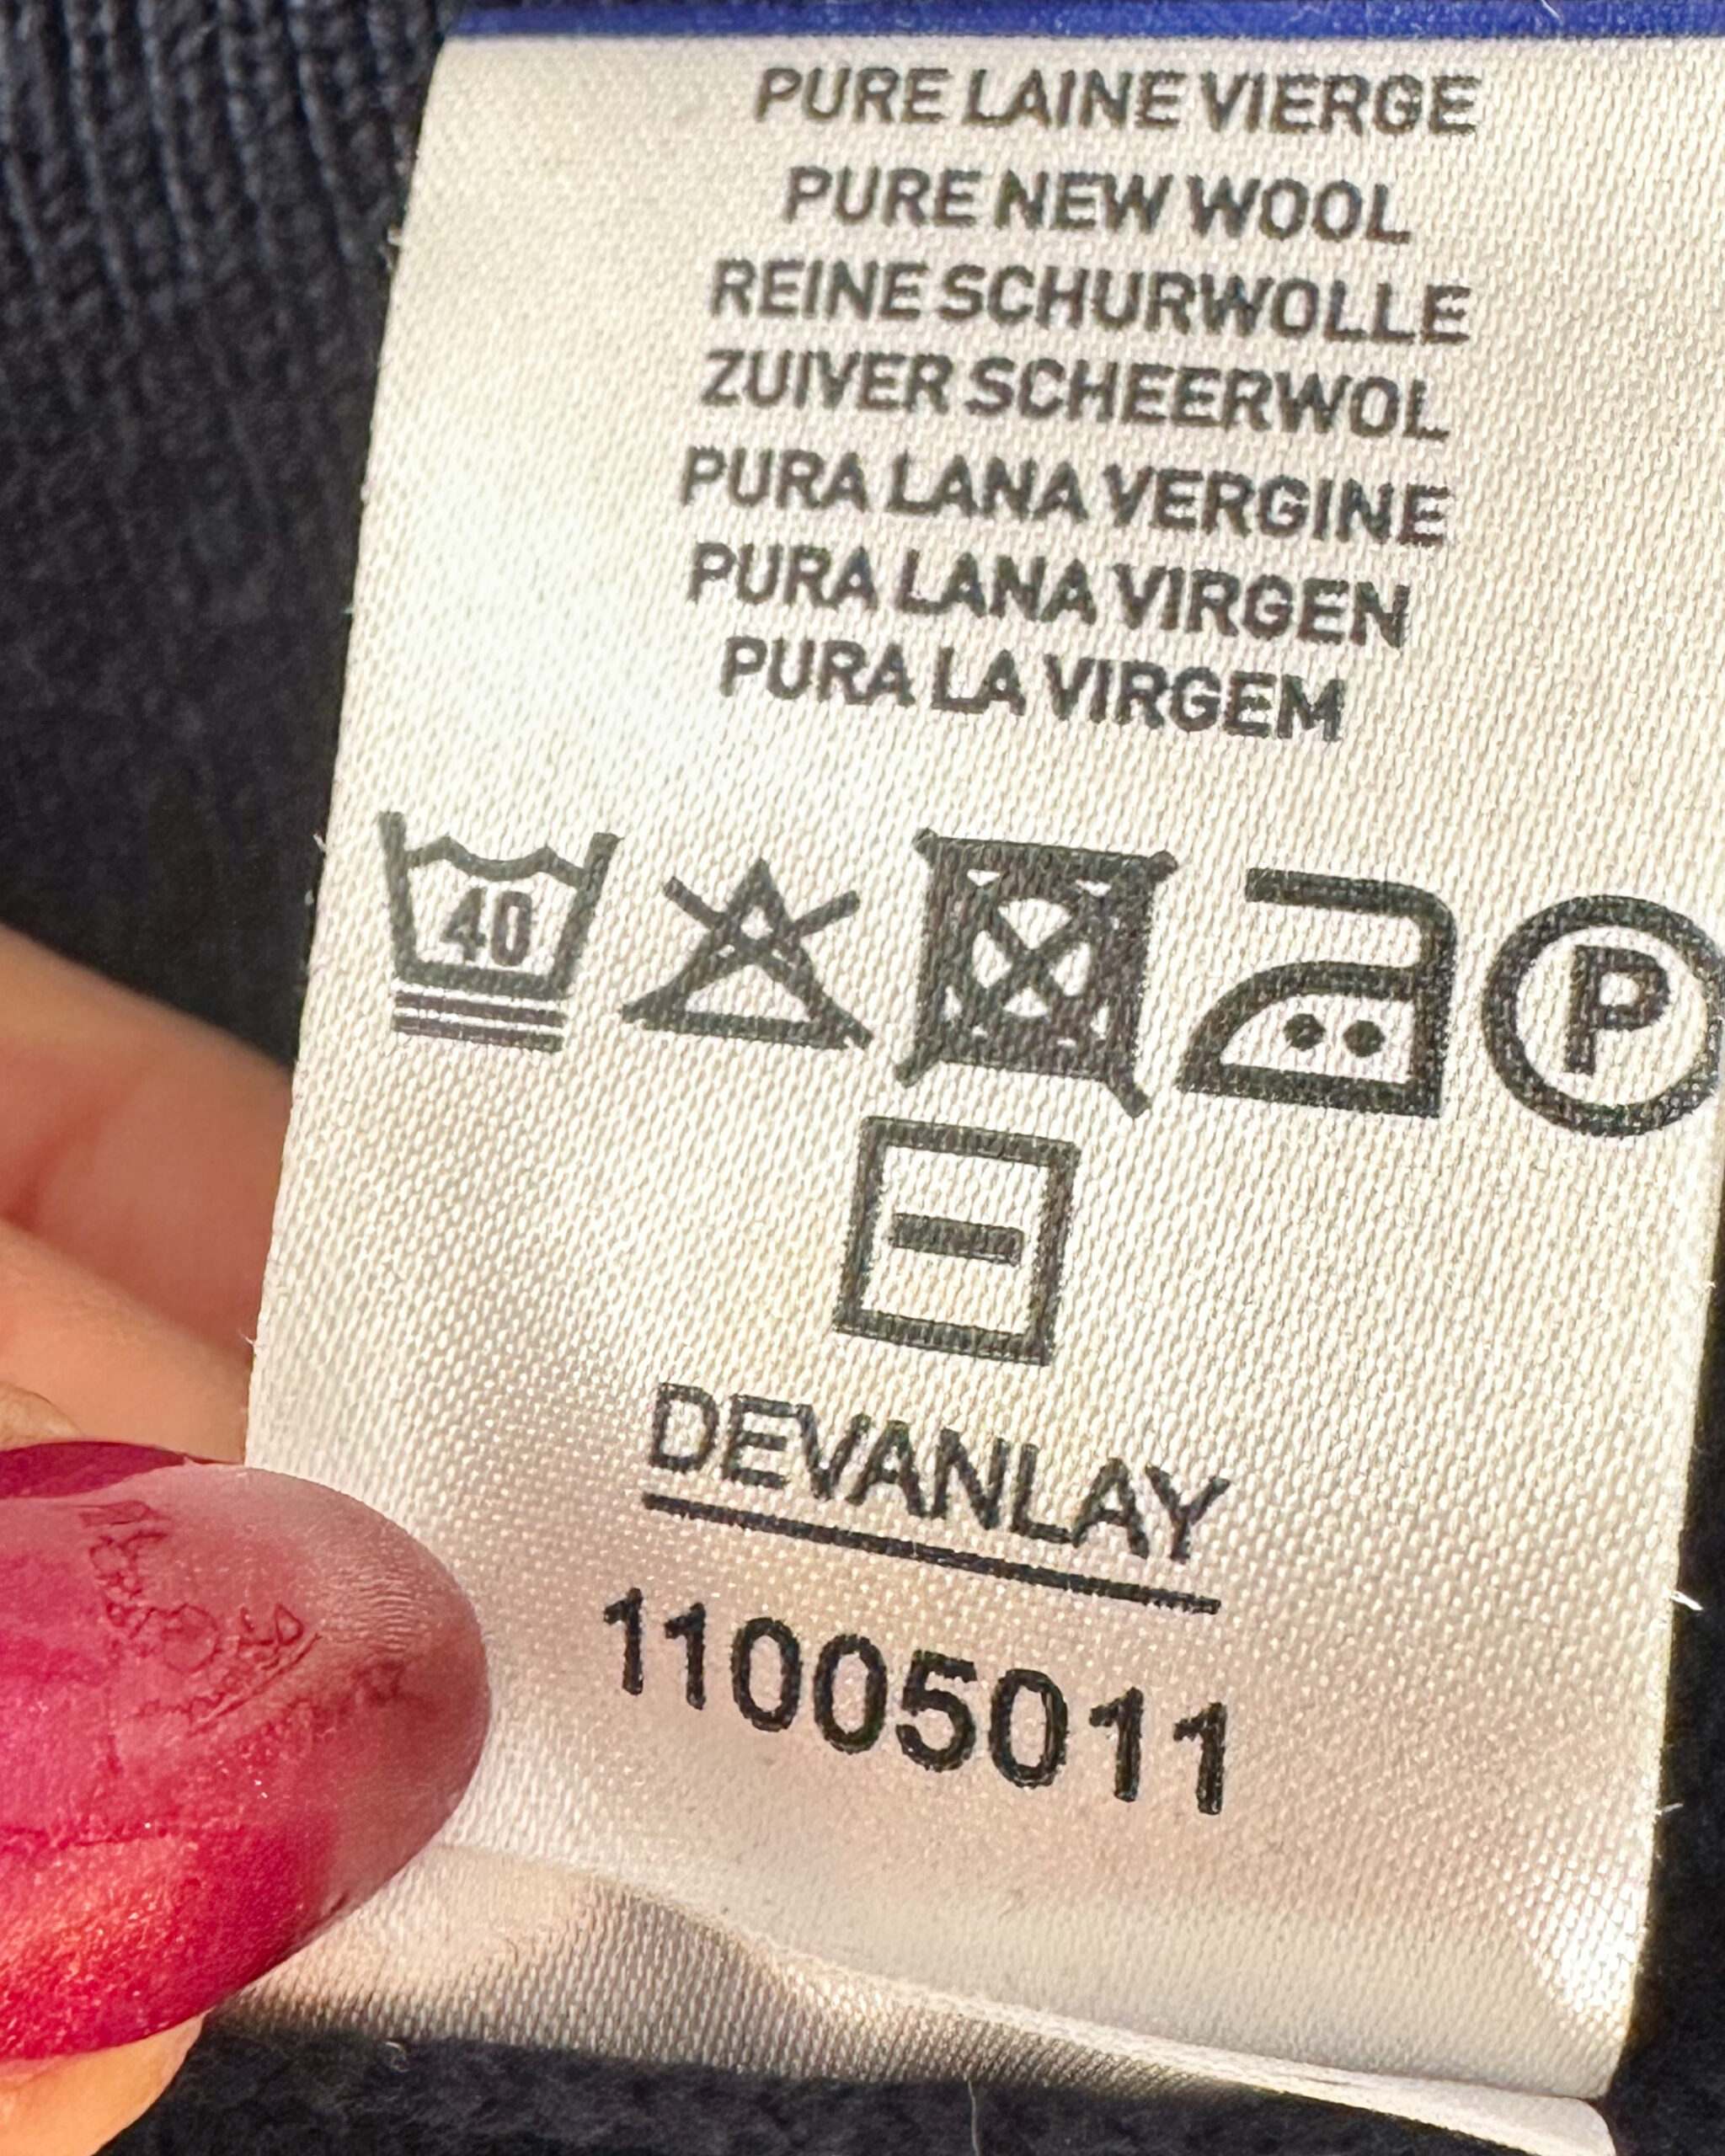 PURE LAINE VIERGE
PURE NEW WOOL
REINE SCHURWOLLE
ZUIVER SCHEERWOL
PURA LANA VERGINE
PURA LANA VIRGEN
PURA LA VIRGEM
40
P
DEVANLAY
11005011